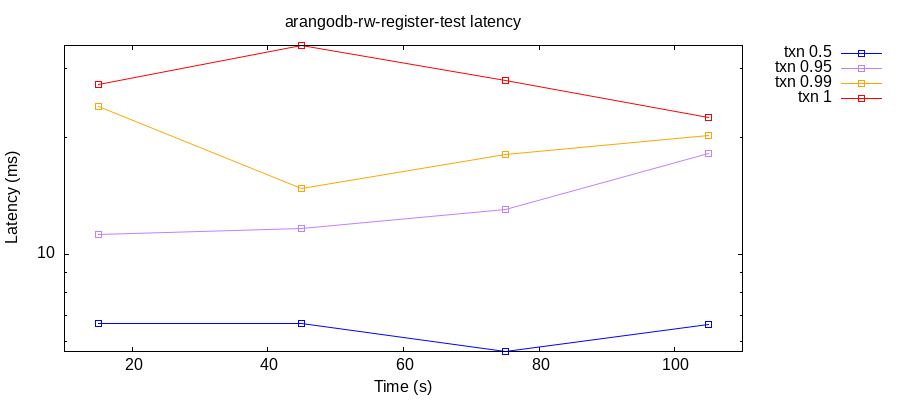 arangodb-rw-register-test latency
txn 0.5
txn 0.95
txn 0.99
txn 1
Latency (ms)
10
20 40 60 80 100
Time (s)